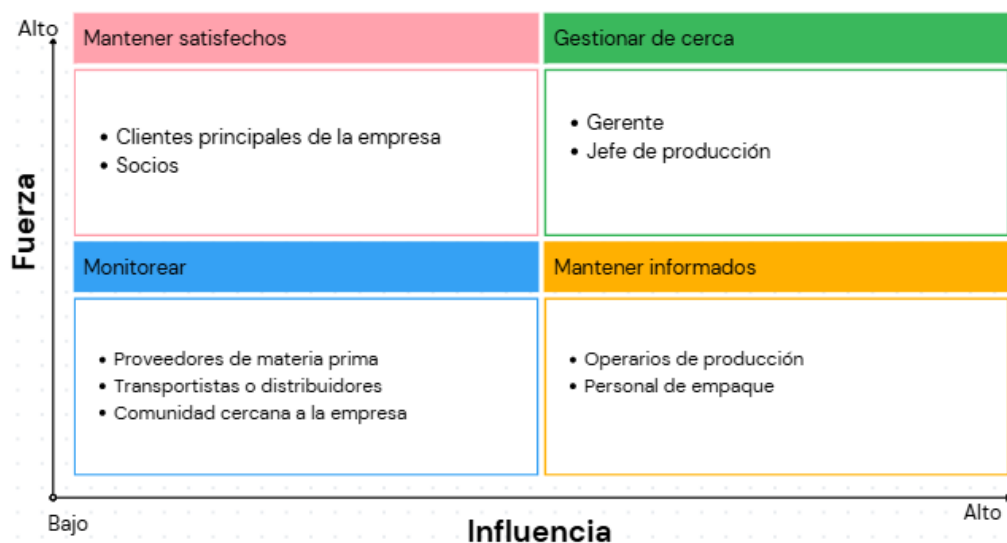 Alto
Mantener satisfechos
Gestionar de cerca
• Clientes principales de la empresa
• Socios
• Gerente
• Jefe de producción
Fuerza
Monitorear
Mantener informados
• Proveedores de materia prima
• Transportistas o distribuidores
• Comunidad cercana a la empresa
• Operarios de producción
• Personal de empaque
Bajo
Influencia
Alto